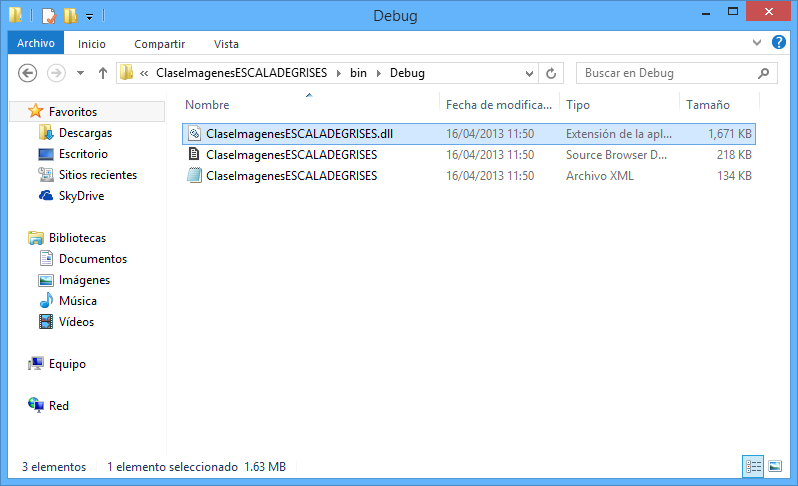 Debug
Archivo Inicio Compartir Vista
« ClaseImagenesESCALADEGRISES bin Debug Buscar en Debug
Nombre Fecha de modifica... Tipo Tamaño
ClaseImagenesESCALADEGRISES.dll 16/04/2013 11:50 Extensión de la apl... 1,671 KB
ClaseImagenesESCALADEGRISES 16/04/2013 11:50 Source Browser D... 218 KB
ClaseImagenesESCALADEGRISES 16/04/2013 11:50 Archivo XML 134 KB
Favoritos
Descargas
Escritorio
Sitios recientes
SkyDrive
Bibliotecas
Documentos
Imágenes
Música
Vídeos
Equipo
Red
3 elementos 1 elemento seleccionado 1.63 MB